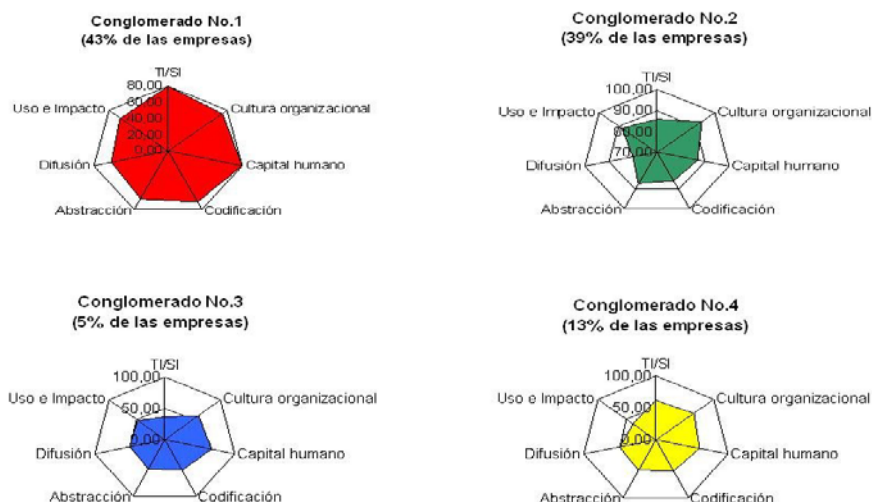 Conglomerado No.1
(43% de las empresas)
TI/SI
80,00
60,00
40,00
20,00
0,00
Uso e Impacto
Cultura organizacional
Difusión
Capital humano
Abstracción
Codificación
Conglomerado No.2
(39% de las empresas)
TI/SI
100,00
90,00
80,00
70,00
Uso e Impacto
Cultura organizacional
Difusión
Capital humano
Abstracción
Codificación
Conglomerado No.3
(5% de las empresas)
TI/SI
100,00
50,00
0,00
Uso e Impacto
Cultura organizacional
Difusión
Capital humano
Abstracción
Codificación
Conglomerado No.4
(13% de las empresas)
TI/SI
100,00
50,00
0,00
Uso e Impacto
Cultura organizacional
Difusión
Capital humano
Abstracción
Codificación